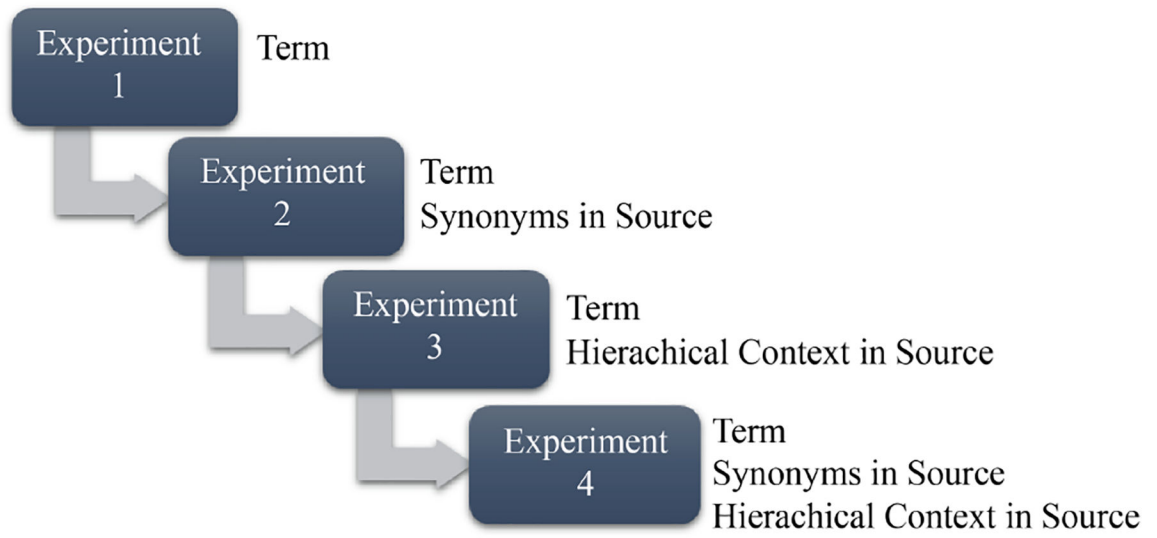 Experiment
1
Term
Experiment
2
Term
Synonyms in Source
Experiment
3
Term
Hierachical Context in Source
Experiment
4
Term
Synonyms in Source
Hierachical Context in Source